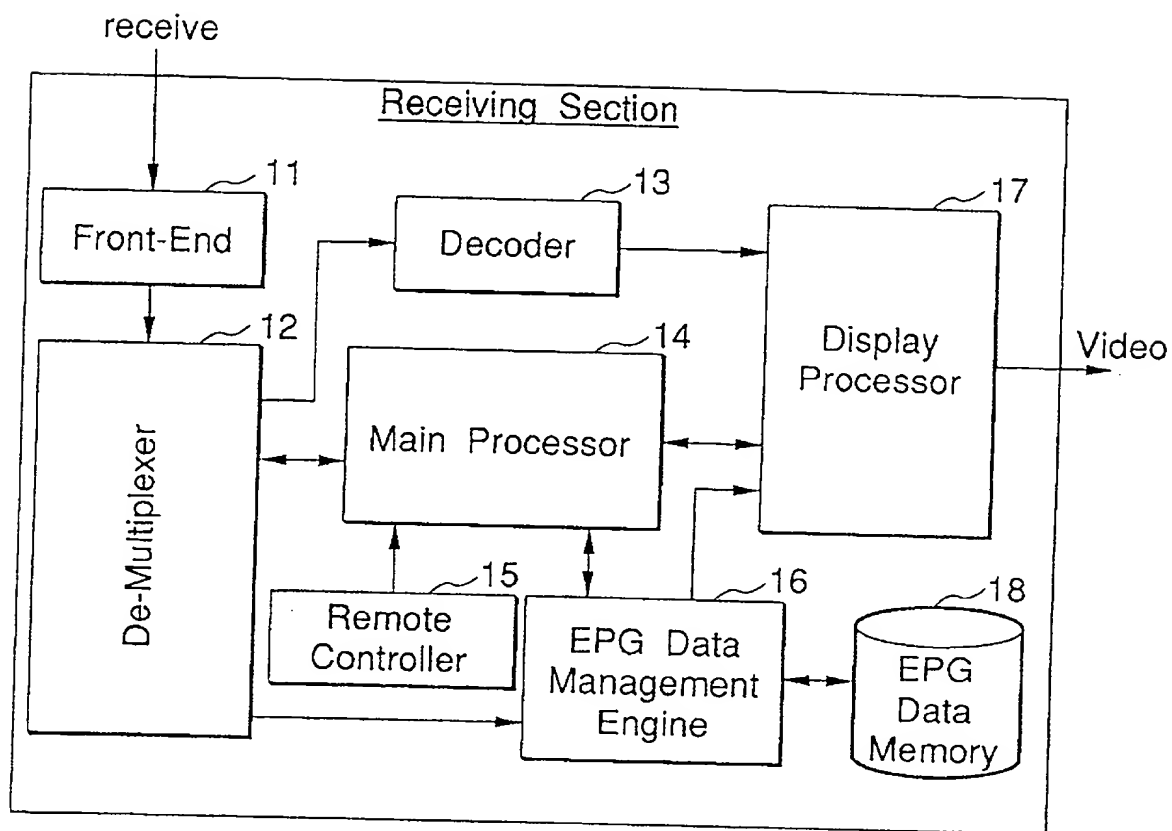 receive
Receiving Section
11
Front-End
12
De-Multiplexer
13
Decoder
14
Main Processor
15
Remote
Controller
16
EPG Data
Management
Engine
17
Display
Processor
18
EPG
Data
Memory
Video